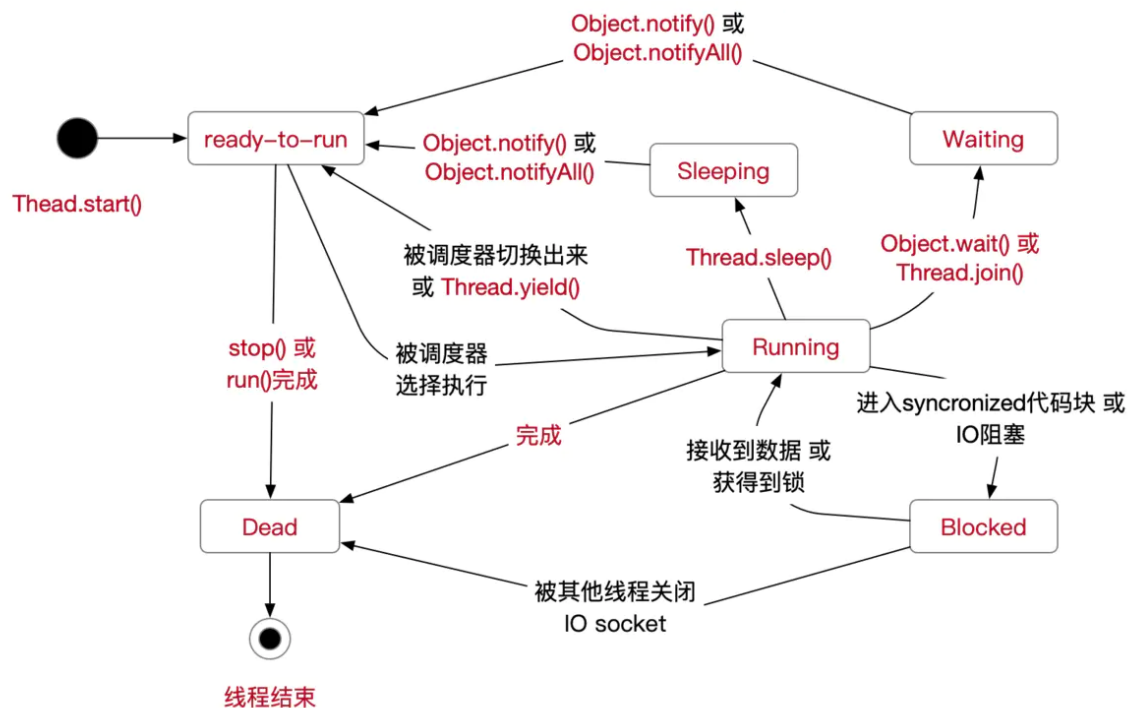 Object.notify() 或
Object.notifyAll()
ready-to-run
Object.notify() 或
Object.notifyAll()
Waiting
Sleeping
Thead.start()
被调度器切换出来
或 Thread.yield()
Thread.sleep()
Object.wait() 或
Thread.join()
stop() 或
run()完成
被调度器
选择执行
Running
进入syncronized代码块 或
IO阻塞
完成
接收到数据 或
获得到锁
Dead
Blocked
被其他线程关闭
IO socket
线程结束